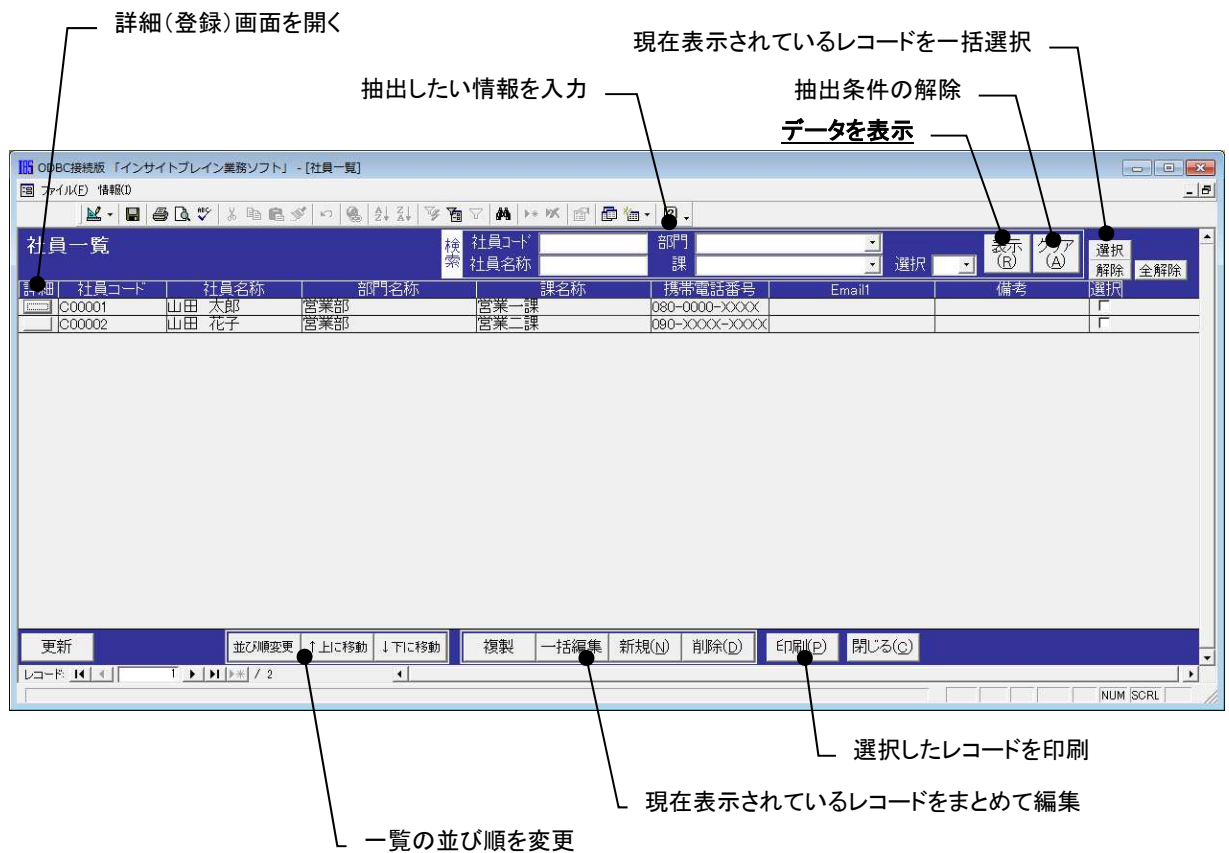 詳細（登録）画面を開く
現在表示されているレコードを一括選択
抽出したい情報を入力
抽出条件の解除
データを表示
ODBC接続版 「インサイトブレイン業務ソフト」 - [社員一覧]
ファイル(F) 情報(I)
社員一覧
検索
社員コード
部門
社員名称
課
選択
表示(R)
クリア(A)
選択
解除
全解除
詳細 社員コード 社員名称 部門名称 課名称 携帯電話番号 Email1 備考 選択
C00001 山田 太郎 営業部 営業一課 080-0000-XXXX
C00002 山田 花子 営業部 営業二課 090-XXXX-XXXX
更新 並び順変更 ↑上に移動 ↓下に移動 複製 一括編集 新規(N) 削除(D) 印刷(P) 閉じる(C)
レコード: 1 / 2
NUM SCRL
選択したレコードを印刷
現在表示されているレコードをまとめて編集
一覧の並び順を変更